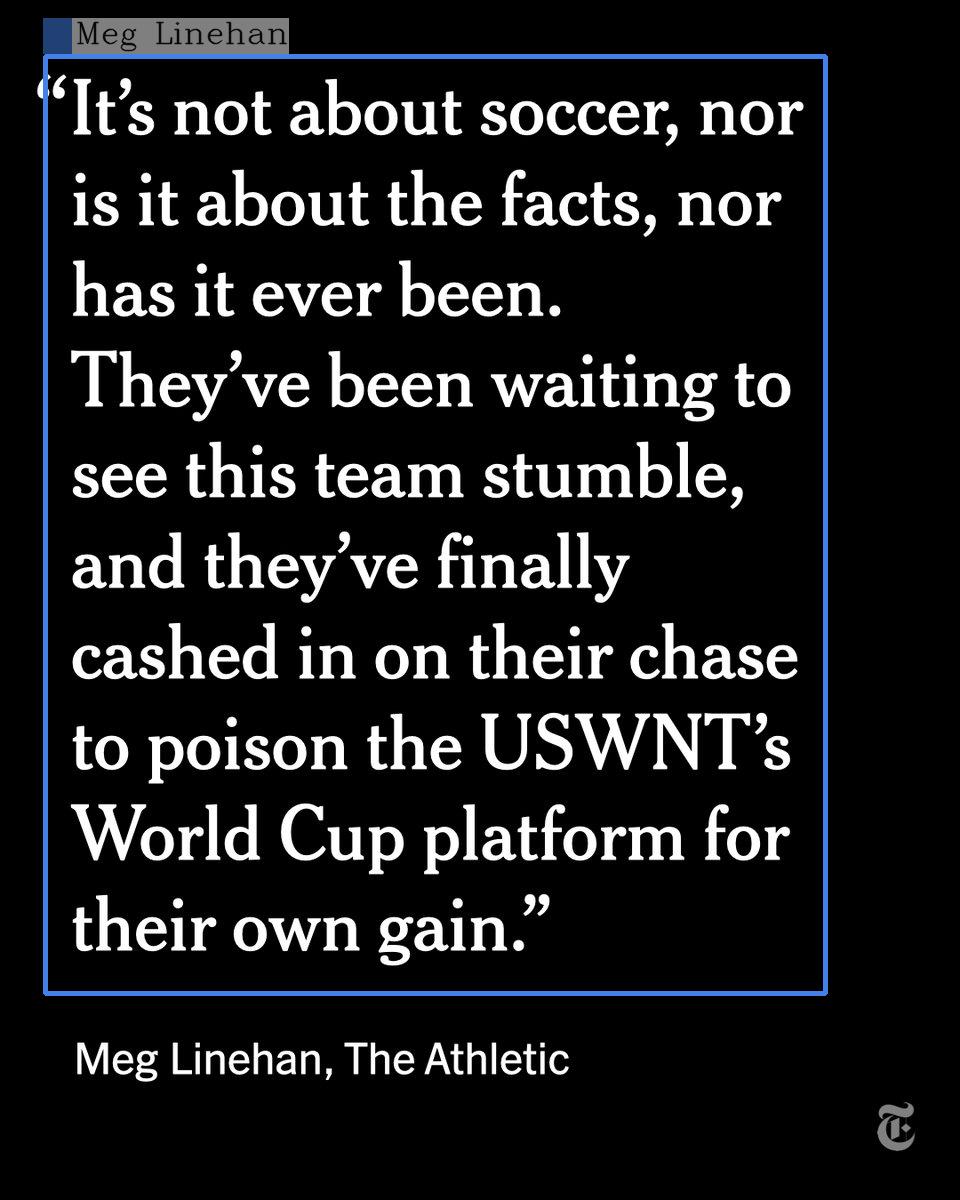 Meg Linehan
“It’s not about soccer, nor
is it about the facts, nor
has it ever been.
They’ve been waiting to
see this team stumble,
and they’ve finally
cashed in on their chase
to poison the USWNT’s
World Cup platform for
their own gain.”
Meg Linehan, The Athletic
T